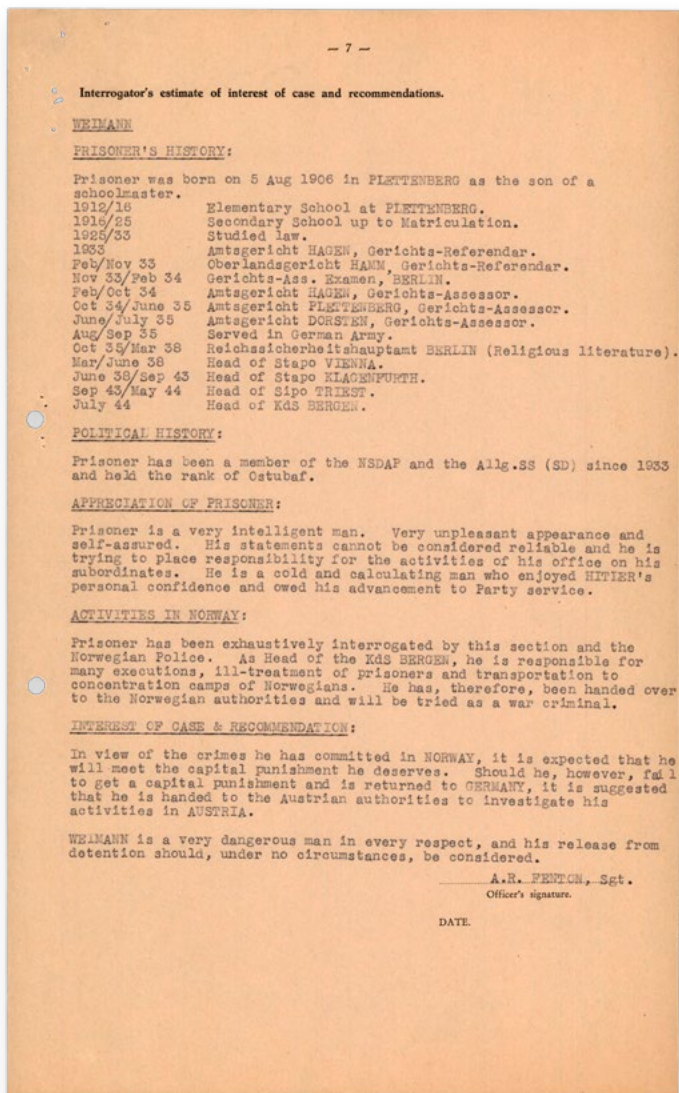 — 7 —
Interrogator's estimate of interest of case and recommendations.
WEIMANN
PRISONER'S HISTORY:
Prisoner was born on 5 Aug 1906 in PLETTENBERG as the son of a
schoolmaster.
1912/16 Elementary School at PLETTENBERG.
1916/25 Secondary School up to Matriculation.
1925/33 Studied law.
1933 Amtsgericht HAGEN, Gerichts-Referendar.
Feb/Nov 33 Oberlandsgericht HAMM, Gerichts-Referendar.
Nov 33/Feb 34 Gerichts-Ass. Examen, BERLIN.
Feb/Oct 34 Amtsgericht HAGEN, Gerichts-Assessor.
Oct 34/June 35 Amtsgericht PLETTENBERG, Gerichts-Assessor.
June/July 35 Amtsgericht DORSTEN, Gerichts-Assessor.
Aug/Sep 35 Served in German Army.
Oct 35/Mar 38 Reichssicherheitshauptamt BERLIN (Religious literature).
Mar/June 38 Head of Stapo VIENNA.
June 38/Sep 43 Head of Stapo KLAGENFURTH.
Sep 43/May 44 Head of Sipo TRIEST.
July 44 Head of KdS BERGEN.
POLITICAL HISTORY:
Prisoner has been a member of the NSDAP and the Allg.SS (SD) since 1933
and held the rank of Ostubaf.
APPRECIATION OF PRISONER:
Prisoner is a very intelligent man. Very unpleasant appearance and
self-assured. His statements cannot be considered reliable and he is
trying to place responsibility for the activities of his office on his
subordinates. He is a cold and calculating man who enjoyed HITLER's
personal confidence and owed his advancement to Party service.
ACTIVITIES IN NORWAY:
Prisoner has been exhaustively interrogated by this section and the
Norwegian Police. As Head of the KdS BERGEN, he is responsible for
many executions, ill-treatment of prisoners and transportation to
concentration camps of Norwegians. He has, therefore, been handed over
to the Norwegian authorities and will be tried as a war criminal.
INTEREST OF CASE & RECOMMENDATION:
In view of the crimes he has committed in NORWAY, it is expected that he
will meet the capital punishment he deserves. Should he, however, fail
to get a capital punishment and is returned to GERMANY, it is suggested
that he is handed to the Austrian authorities to investigate his
activities in AUSTRIA.
WEIMANN is a very dangerous man in every respect, and his release from
detention should, under no circumstances, be considered.
A.R. FENTON, Sgt.
Officer's signature.
DATE.